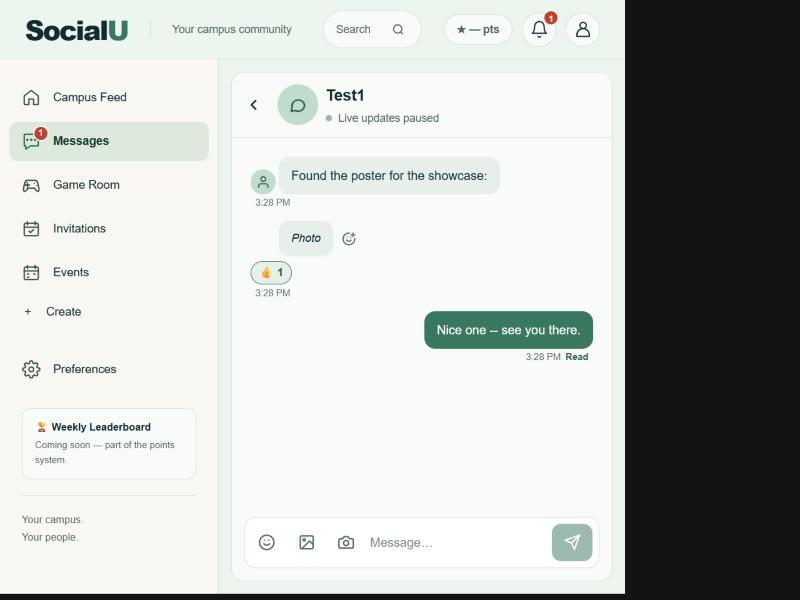 SocialU
Your campus community
Search
★ — pts
1
Campus Feed
1
Messages
Game Room
Invitations
Events
+ Create
Preferences
🏆 Weekly Leaderboard
Coming soon — part of the points
system.
Your campus.
Your people.
Test1
Live updates paused
Found the poster for the showcase:
3:28 PM
Photo
👍 1
3:28 PM
Nice one -- see you there.
3:28 PM Read
Message…